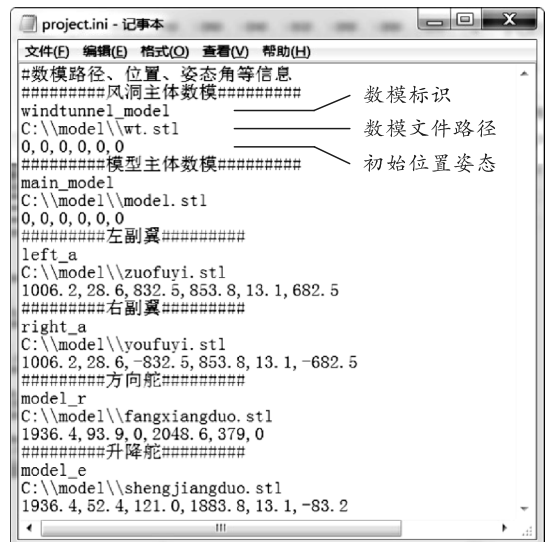 project.ini - 记事本
文件(F) 编辑(E) 格式(O) 查看(V) 帮助(H)
#数模路径、位置、姿态角等信息
#########风洞主体数模#########
windtunnel_model
数模标识
C:\\model\\wt.stl
数模文件路径
0,0,0,0,0,0
初始位置姿态
#########模型主体数模#########
main_model
C:\\model\\model.stl
0,0,0,0,0,0
#########左副翼#########
left_a
C:\\model\\zuofuyi.stl
1006.2,28.6,832.5,853.8,13.1,682.5
#########右副翼#########
right_a
C:\\model\\youfuyi.stl
1006.2,28.6,-832.5,853.8,13.1,-682.5
#########方向舵#########
model_r
C:\\model\\fangxiangduo.stl
1936.4,93.9,0,2048.6,379,0
#########升降舵#########
model_e
C:\\model\\shengjiangduo.stl
1936.4,52.4,121.0,1883.8,13.1,-83.2